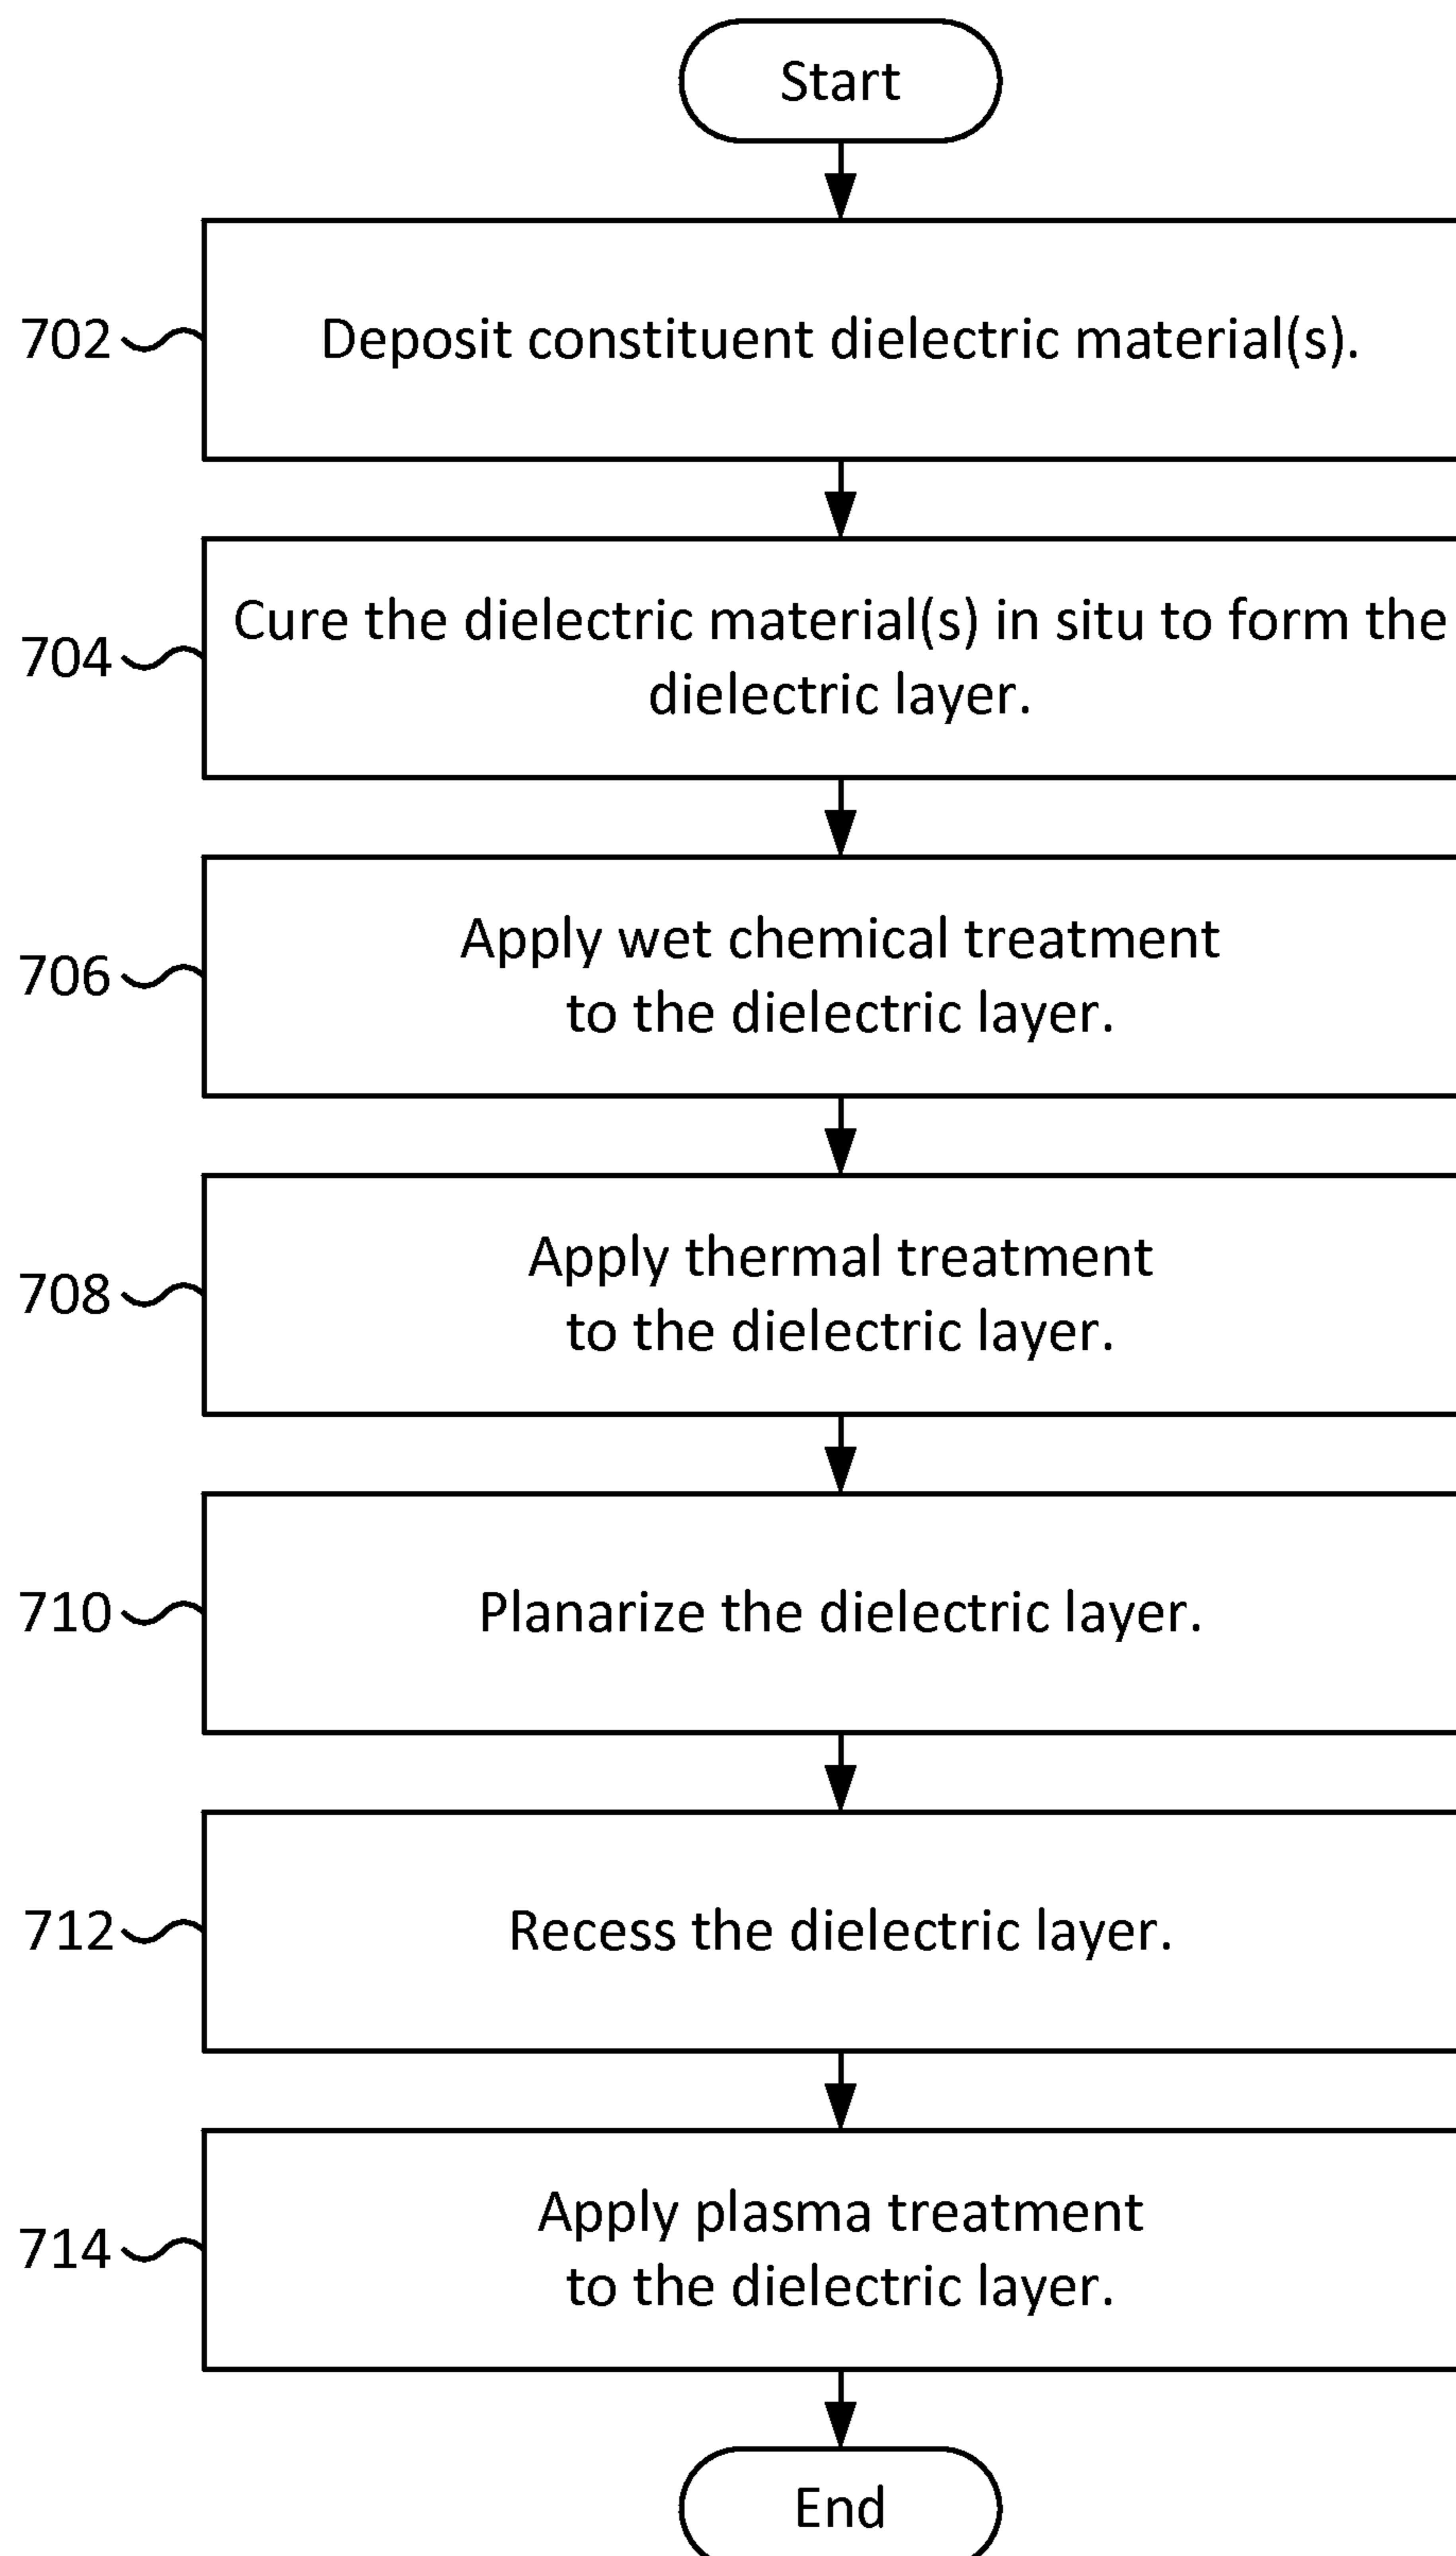 Start
702
Deposit constituent dielectric material(s).
704
Cure the dielectric material(s) in situ to form the
dielectric layer.
706
Apply wet chemical treatment
to the dielectric layer.
708
Apply thermal treatment
to the dielectric layer.
710
Planarize the dielectric layer.
712
Recess the dielectric layer.
714
Apply plasma treatment
to the dielectric layer.
End